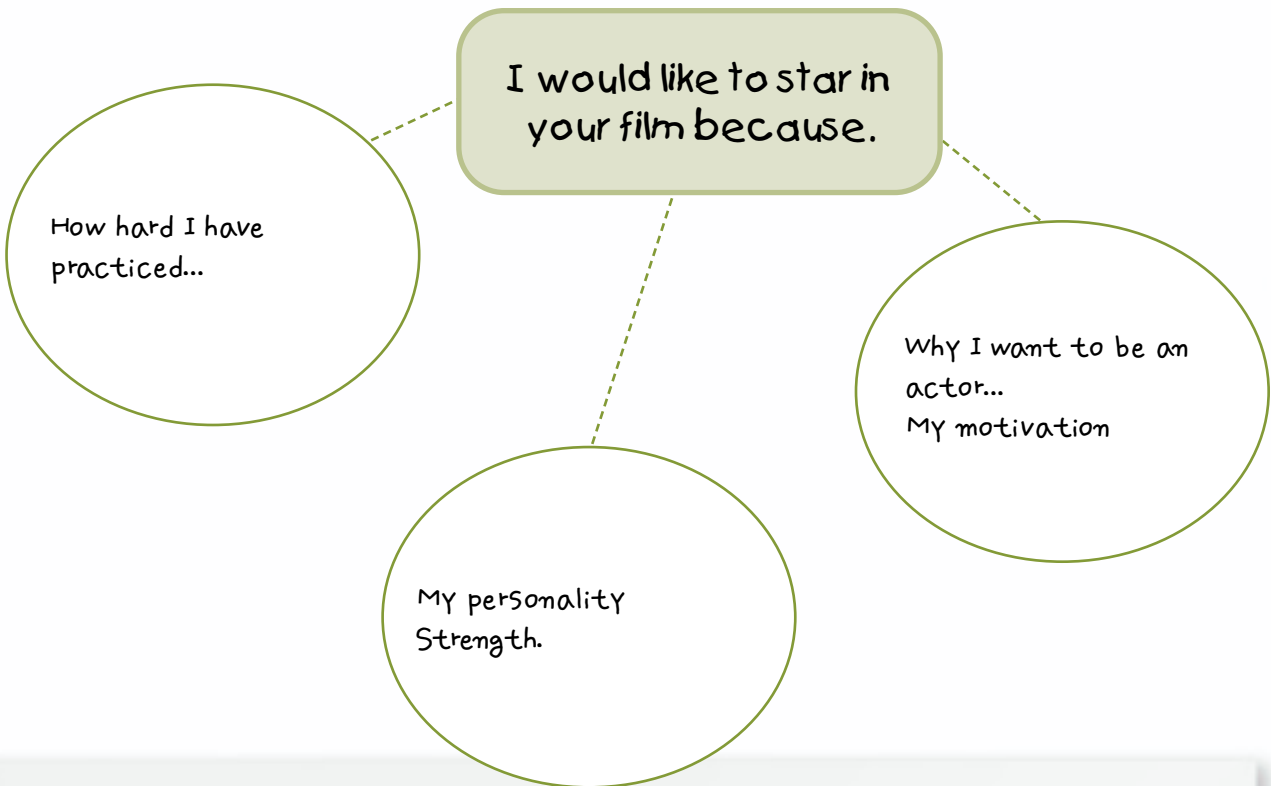 I would like to star in
your film because.
How hard I have
practiced...
Why I want to be an
actor...
My motivation
My personality
Strength.